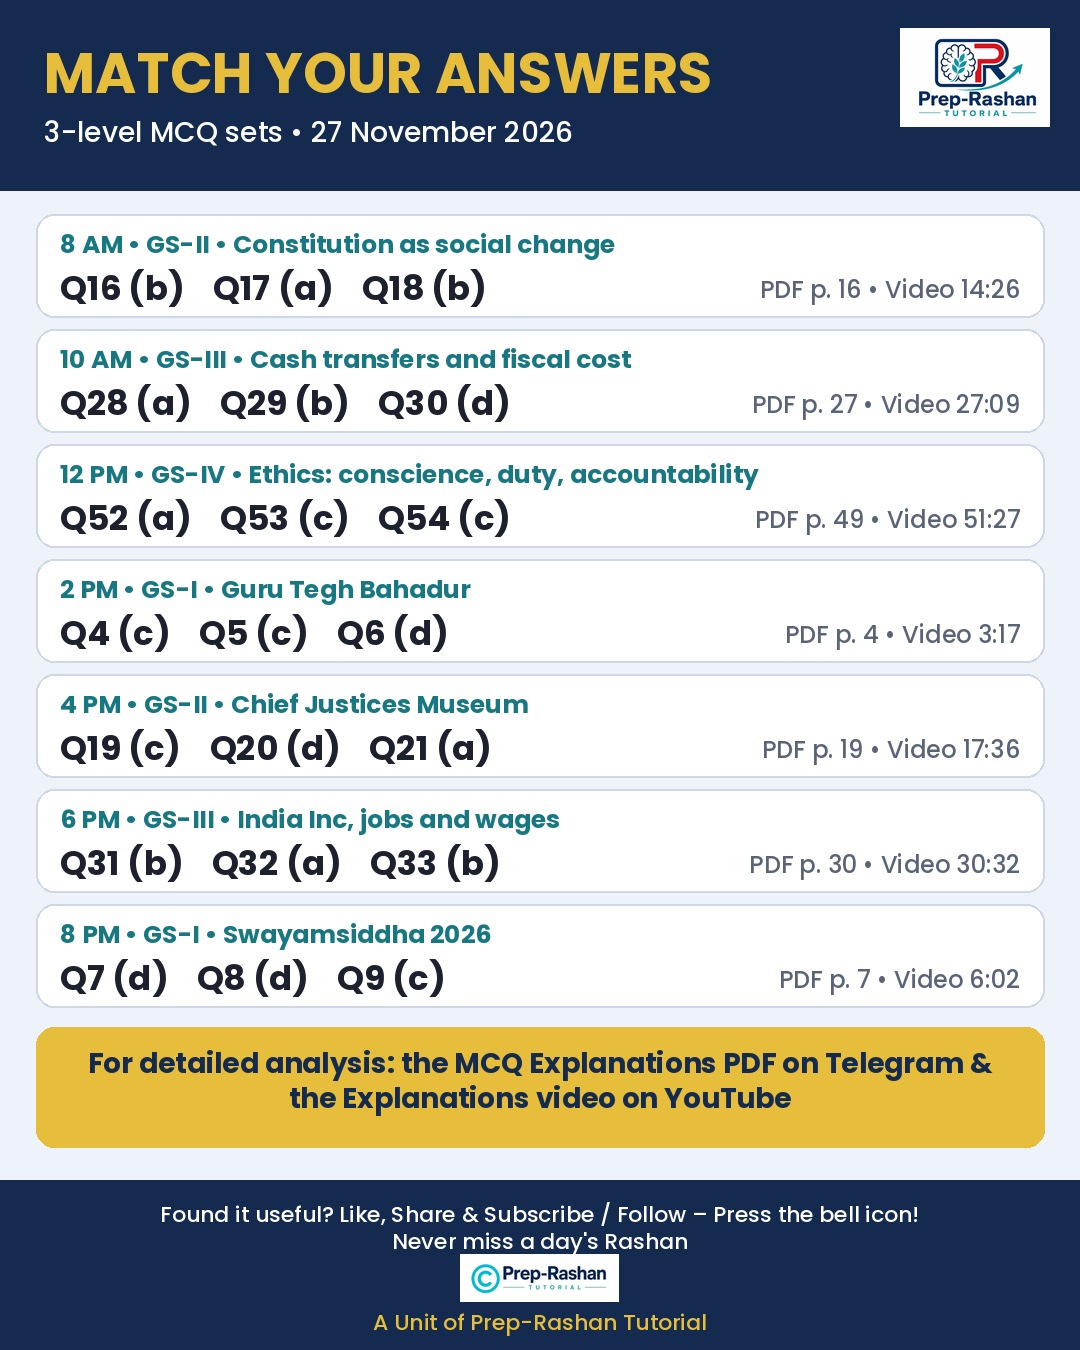 MATCH YOUR ANSWERS
3-level MCQ sets • 27 November 2026
Prep-Rashan
TUTORIAL
8 AM • GS-II • Constitution as social change
Q16 (b) Q17 (a) Q18 (b)
PDF p. 16 • Video 14:26
10 AM • GS-III • Cash transfers and fiscal cost
Q28 (a) Q29 (b) Q30 (d)
PDF p. 27 • Video 27:09
12 PM • GS-IV • Ethics: conscience, duty, accountability
Q52 (a) Q53 (c) Q54 (c)
PDF p. 49 • Video 51:27
2 PM • GS-I • Guru Tegh Bahadur
Q4 (c) Q5 (c) Q6 (d)
PDF p. 4 • Video 3:17
4 PM • GS-II • Chief Justices Museum
Q19 (c) Q20 (d) Q21 (a)
PDF p. 19 • Video 17:36
6 PM • GS-III • India Inc, jobs and wages
Q31 (b) Q32 (a) Q33 (b)
PDF p. 30 • Video 30:32
8 PM • GS-I • Swayamsiddha 2026
Q7 (d) Q8 (d) Q9 (c)
PDF p. 7 • Video 6:02
For detailed analysis: the MCQ Explanations PDF on Telegram &
the Explanations video on YouTube
Found it useful? Like, Share & Subscribe / Follow – Press the bell icon!
Never miss a day's Rashan
© Prep-Rashan
TUTORIAL
A Unit of Prep-Rashan Tutorial